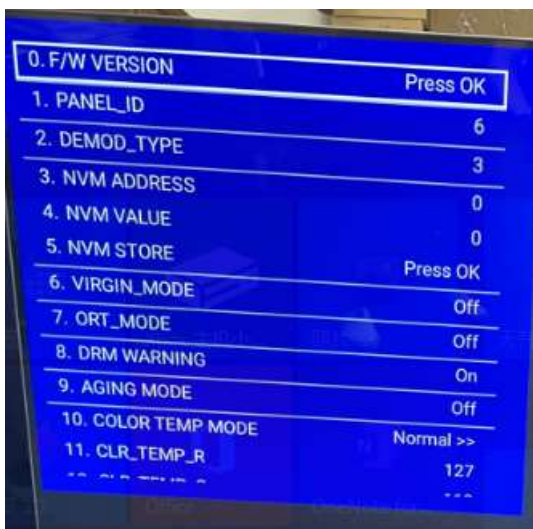 0. F/W VERSION Press OK
1. PANEL_ID 6
2. DEMOD_TYPE 3
3. NVM ADDRESS 0
4. NVM VALUE 0
5. NVM STORE Press OK
6. VIRGIN_MODE Off
7. ORT_MODE Off
8. DRM WARNING On
9. AGING MODE Off
10. COLOR TEMP MODE Normal >>
11. CLR_TEMP_R 127
Office